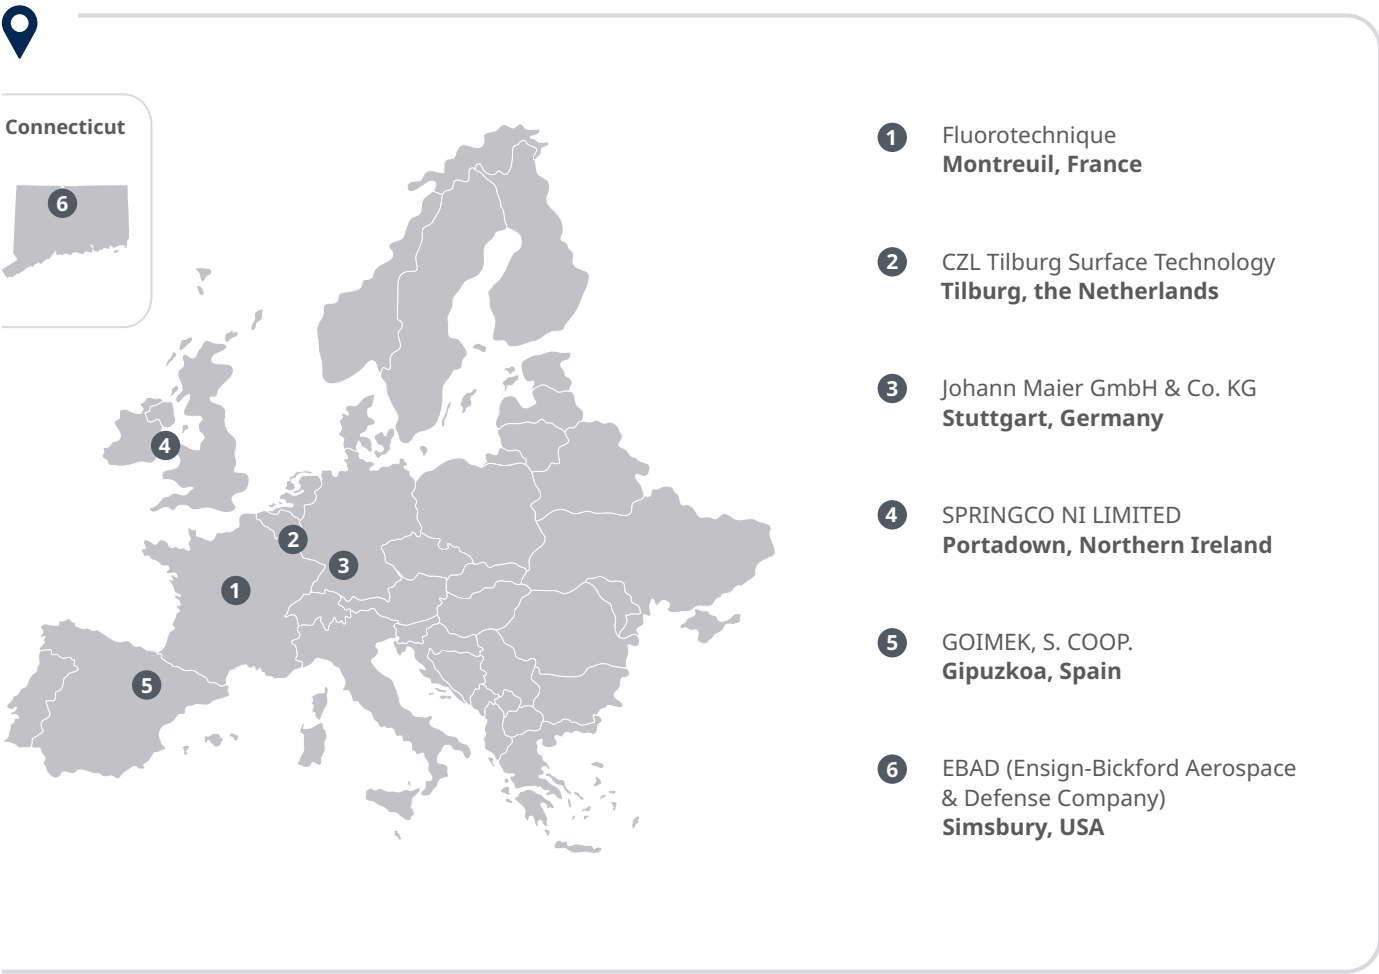 Connecticut
6
4
2
3
1
5
1 Fluorotechnique
Montreuil, France
2 CZL Tilburg Surface Technology
Tilburg, the Netherlands
3 Johann Maier GmbH & Co. KG
Stuttgart, Germany
4 SPRINGCO NI LIMITED
Portadown, Northern Ireland
5 GOIMEK, S. COOP.
Gipuzkoa, Spain
6 EBAD (Ensign-Bickford Aerospace
& Defense Company)
Simsbury, USA